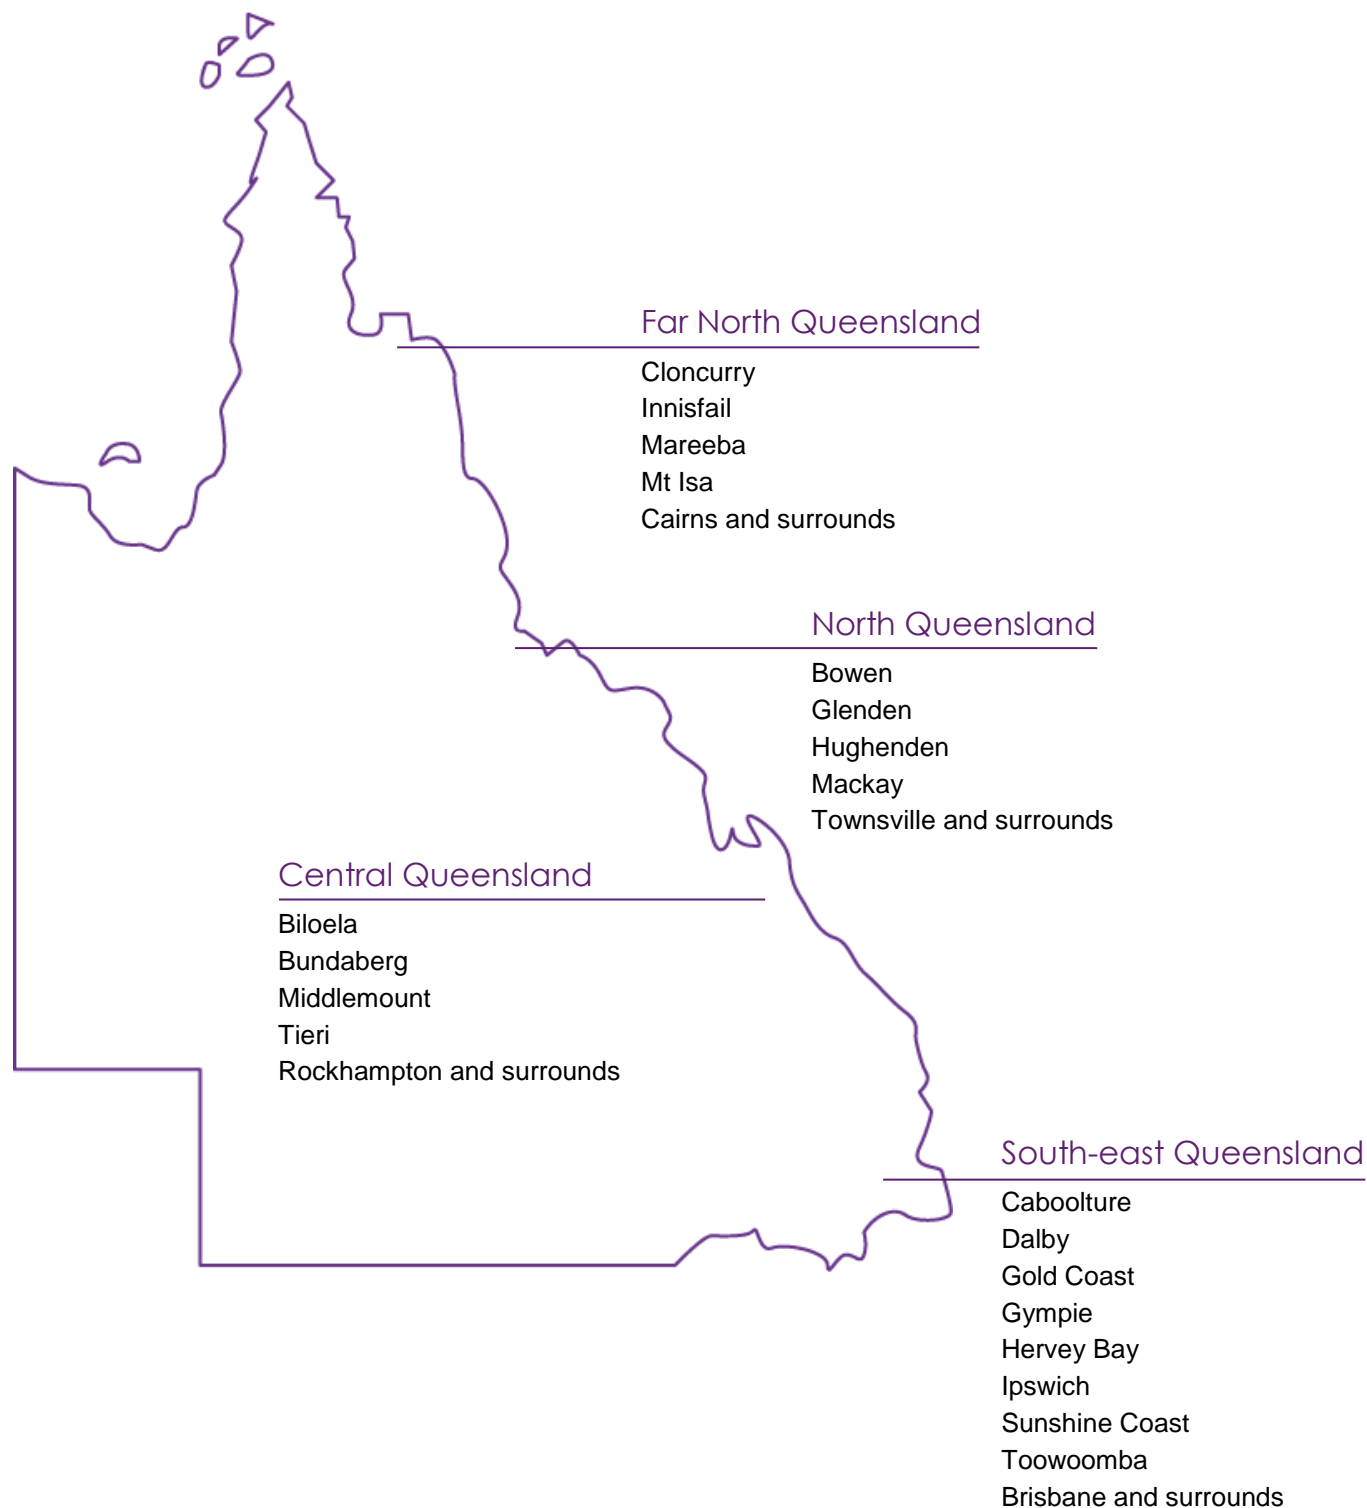 Far North Queensland
Cloncurry
Innisfail
Mareeba
Mt Isa
Cairns and surrounds
North Queensland
Bowen
Glenden
Hughenden
Mackay
Townsville and surrounds
Central Queensland
Biloela
Bundaberg
Middlemount
Tieri
Rockhampton and surrounds
South-east Queensland
Caboolture
Dalby
Gold Coast
Gympie
Hervey Bay
Ipswich
Sunshine Coast
Toowoomba
Brisbane and surrounds